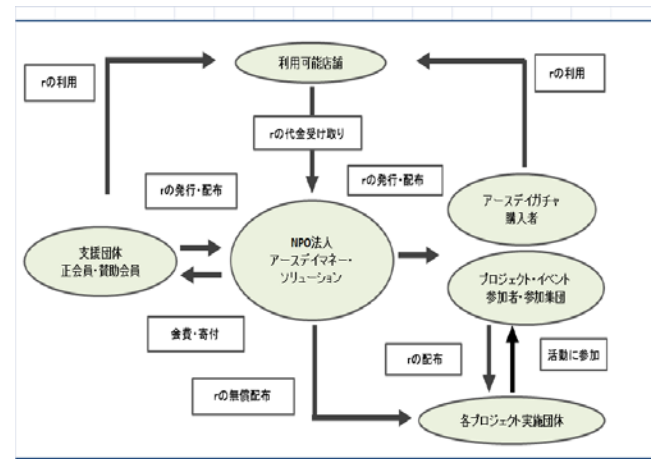 利用可能店舗
rの利用
rの利用
rの代金受け取り
rの発行・配布
rの発行・配布
アースデイガチャ
購入者
支援団体
正会員・賛助会員
NPO法人
アースデイマネー・
ソリューション
プロジェクト・イベント
参加者・参加集団
会費・寄付
rの配布
活動に参加
rの無償配布
各プロジェクト実施団体